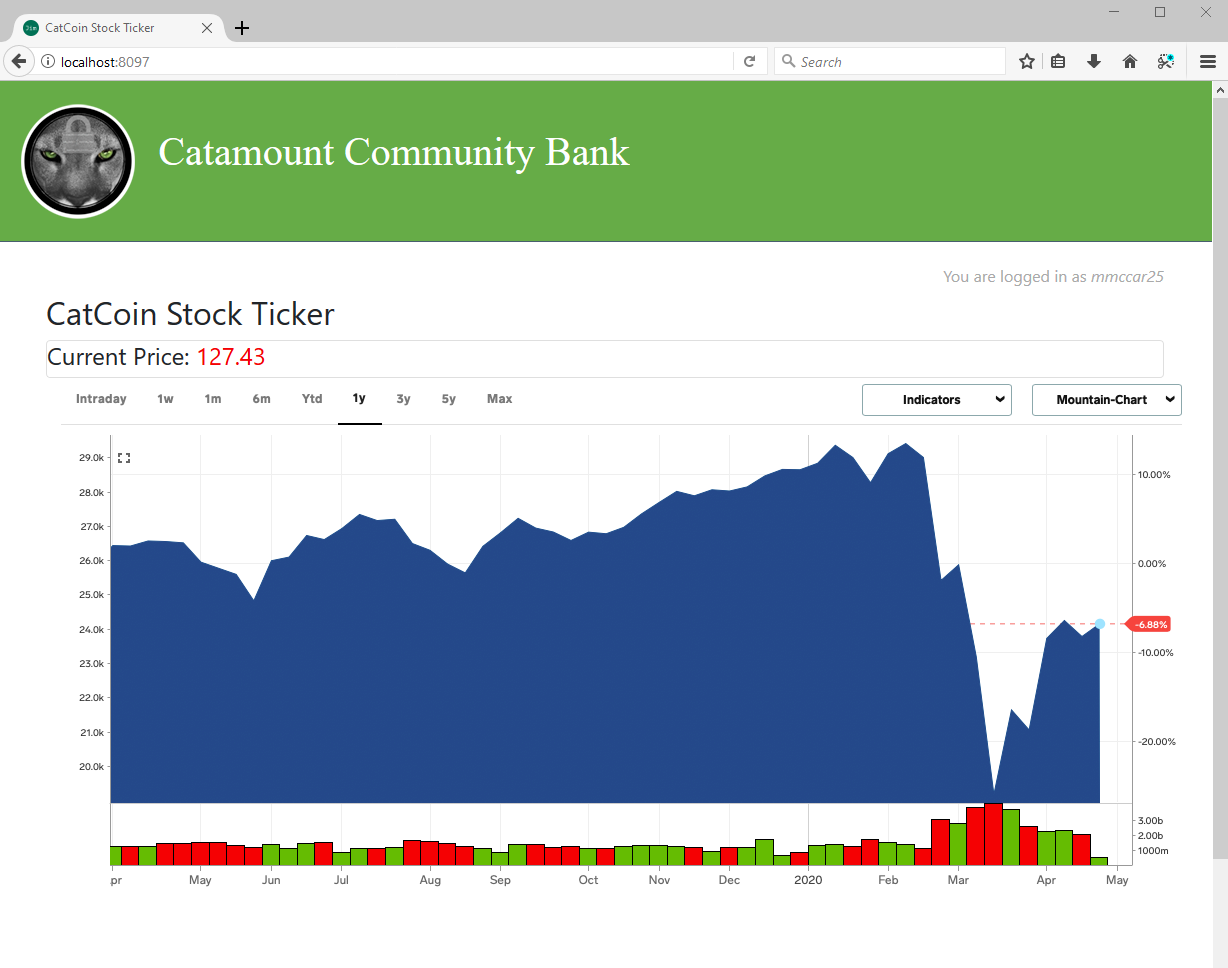 CatCoin Stock Ticker
localhost:8097
Search
Catamount Community Bank
You are logged in as mmccar25
CatCoin Stock Ticker
Current Price: 127.43
Intraday 1w 1m 6m Ytd 1y 3y 5y Max Indicators Mountain-Chart
29.0k
28.0k
27.0k
26.0k
25.0k
24.0k
23.0k
22.0k
21.0k
20.0k
10.00%
0.00%
-6.88%
-10.00%
-20.00%
3.00b
2.00b
1000m
pr May Jun Jul Aug Sep Oct Nov Dec 2020 Feb Mar Apr May